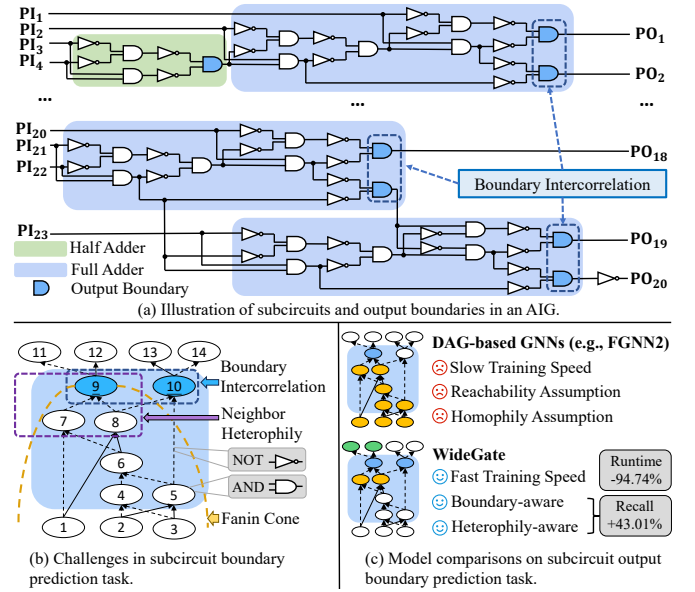 PI1
PI2
PI3
PI4
PO1
PO2
...
...
...
PI20
PI21
PI22
PO18
Boundary Intercorrelation
PI23
PO19
PO20
Half Adder
Full Adder
Output Boundary
(a) Illustration of subcircuits and output boundaries in an AIG.
11 12 13 14
9 10
7 8
6
4 5
1 2 3
Boundary
Intercorrelation
Neighbor
Heterophily
NOT
AND
Fanin Cone
(b) Challenges in subcircuit boundary
prediction task.
DAG-based GNNs (e.g., FGNN2)
Slow Training Speed
Reachability Assumption
Homophily Assumption
WideGate
Fast Training Speed
Boundary-aware
Heterophily-aware
Runtime
-94.74%
Recall
+43.01%
(c) Model comparisons on subcircuit output
boundary prediction task.